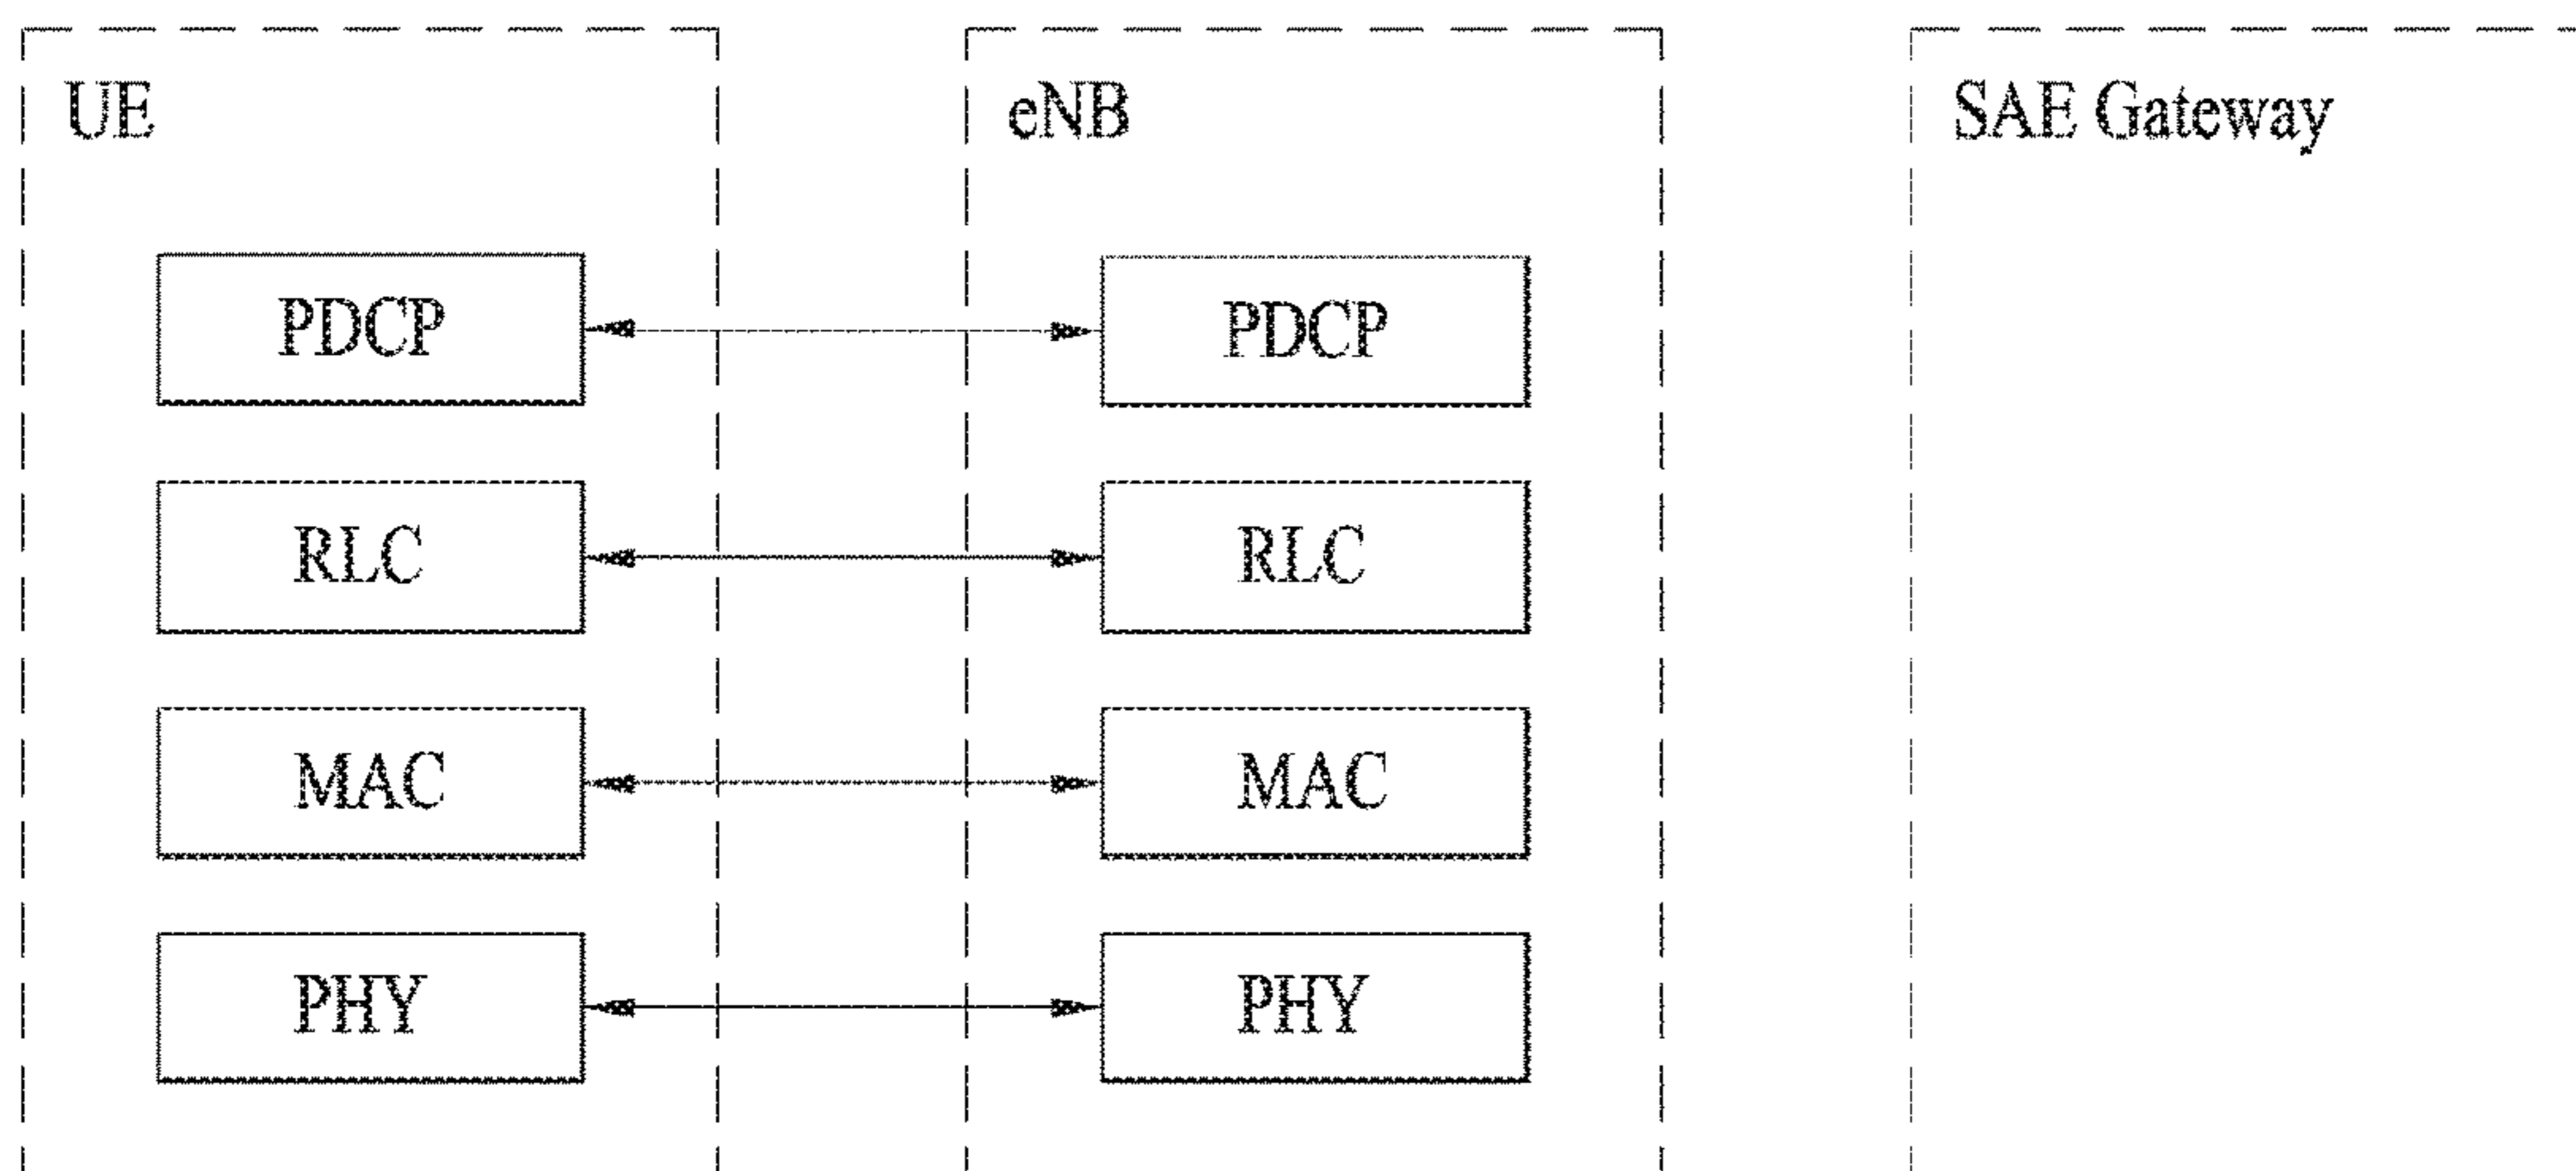 UE
eNB
SAE Gateway
PDCP
PDCP
RLC
RLC
MAC
MAC
PHY
PHY